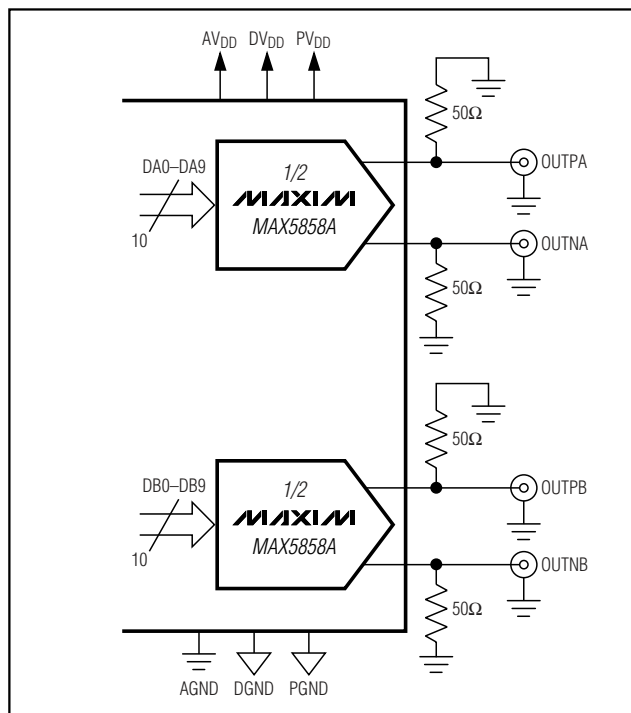 AVDD DVDD PVDD
50Ω
DA0–DA9
1/2
MAXIM
MAX5858A
10
OUTPA
OUTNA
50Ω
50Ω
DB0–DB9
1/2
MAXIM
MAX5858A
10
OUTPB
OUTNB
50Ω
AGND DGND PGND